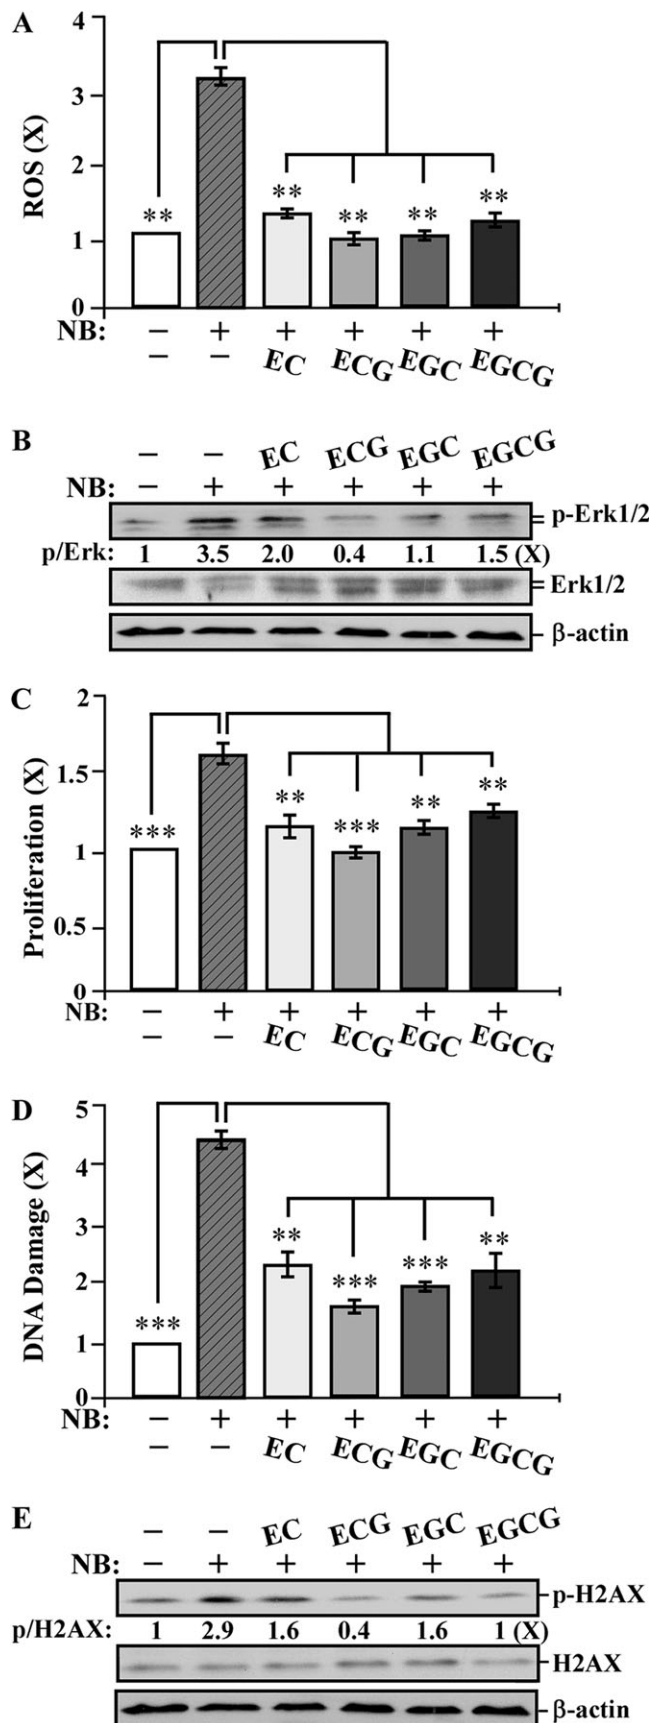 A
4
3
2
1
0
ROS (X)
** ** ** ** **
NB: − + + + + +
− − EC ECG EGC EGCG
B
− − EC ECG EGC EGCG
NB: − + + + + +
p-Erk1/2
p/Erk: 1 3.5 2.0 0.4 1.1 1.5 (X)
Erk1/2
β-actin
C
2
1.5
1
0.5
0
Proliferation (X)
*** ** *** ** **
NB: − + + + + +
− − EC ECG EGC EGCG
D
5
4
3
2
1
0
DNA Damage (X)
*** ** *** *** **
NB: − + + + + +
− − EC ECG EGC EGCG
E
− − EC ECG EGC EGCG
NB: − + + + + +
p-H2AX
p/H2AX: 1 2.9 1.6 0.4 1.6 1 (X)
H2AX
β-actin